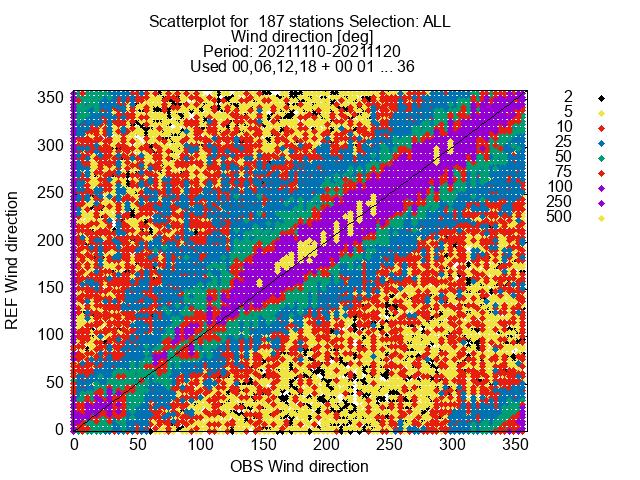 Scatterplot for  187 stations Selection: ALL
Wind direction [deg]
Period: 20211110-20211120
Used 00,06,12,18 + 00 01 ... 36
2
5
10
25
50
75
100
250
500
REF Wind direction
350
300
250
200
150
100
50
0
0 50 100 150 200 250 300 350
OBS Wind direction